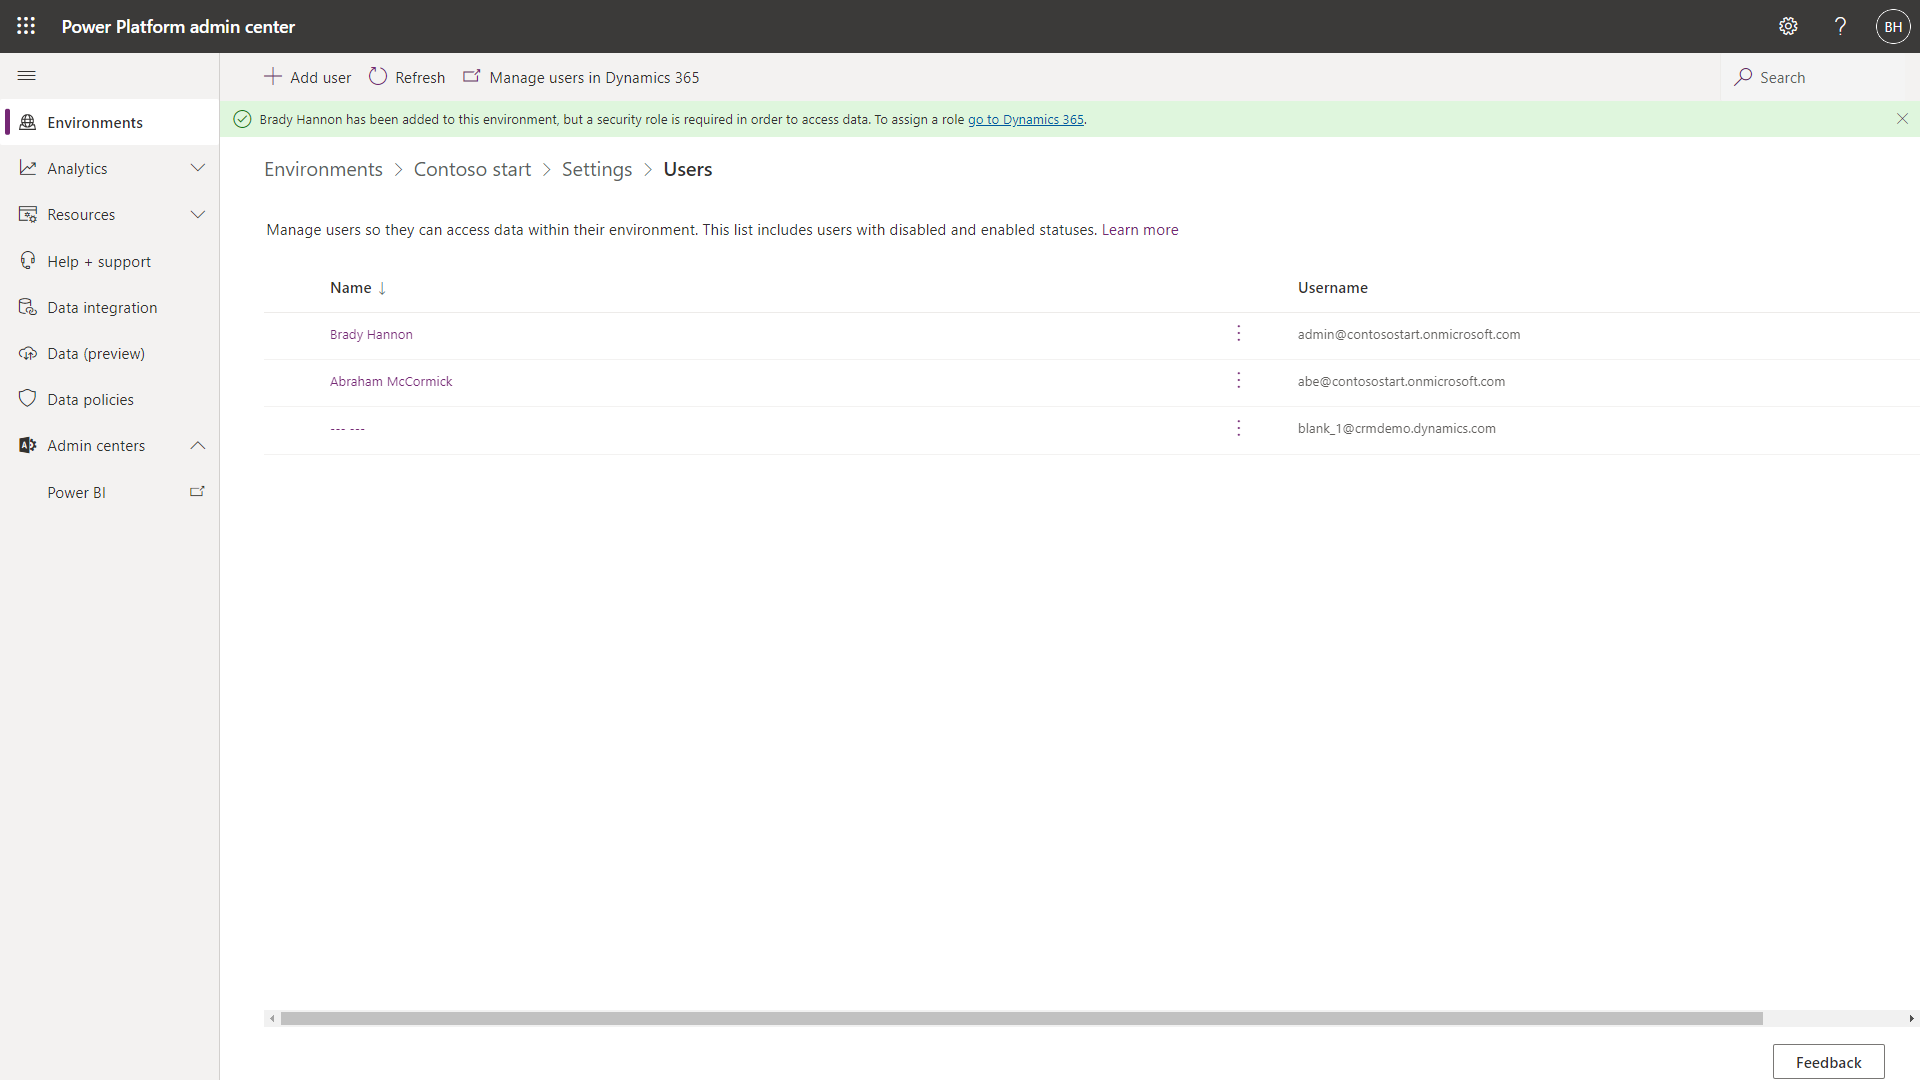 Power Platform admin center
BH
Add user
Refresh
Manage users in Dynamics 365
Search
Brady Hannon has been added to this environment, but a security role is required in order to access data. To assign a role go to Dynamics 365.
Environments
Analytics
Resources
Help + support
Data integration
Data (preview)
Data policies
Admin centers
Power BI
Environments > Contoso start > Settings > Users
Manage users so they can access data within their environment. This list includes users with disabled and enabled statuses. Learn more
Name ↓ Username
Brady Hannon admin@contosostart.onmicrosoft.com
Abraham McCormick abe@contosostart.onmicrosoft.com
--- --- blank_1@crmdemo.dynamics.com
Feedback